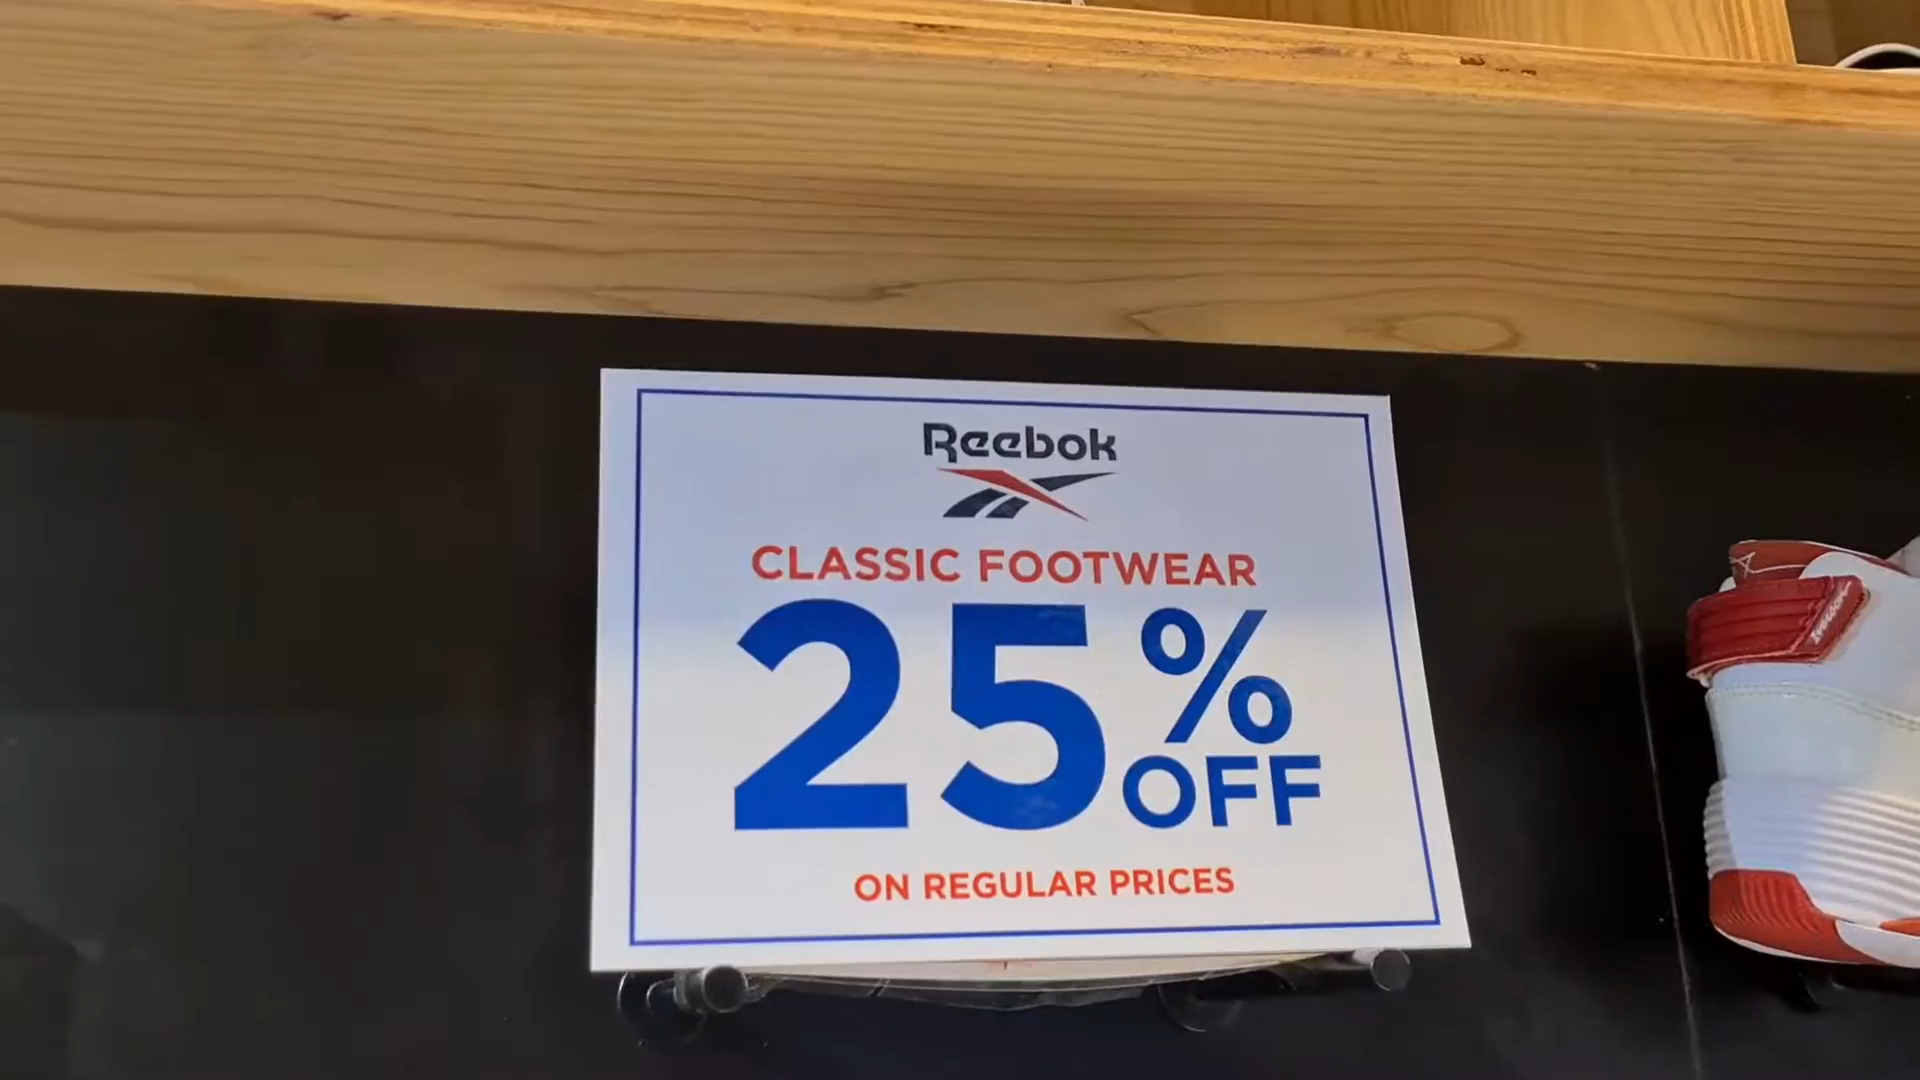 Reebok
CLASSIC FOOTWEAR
25%
OFF
ON REGULAR PRICES